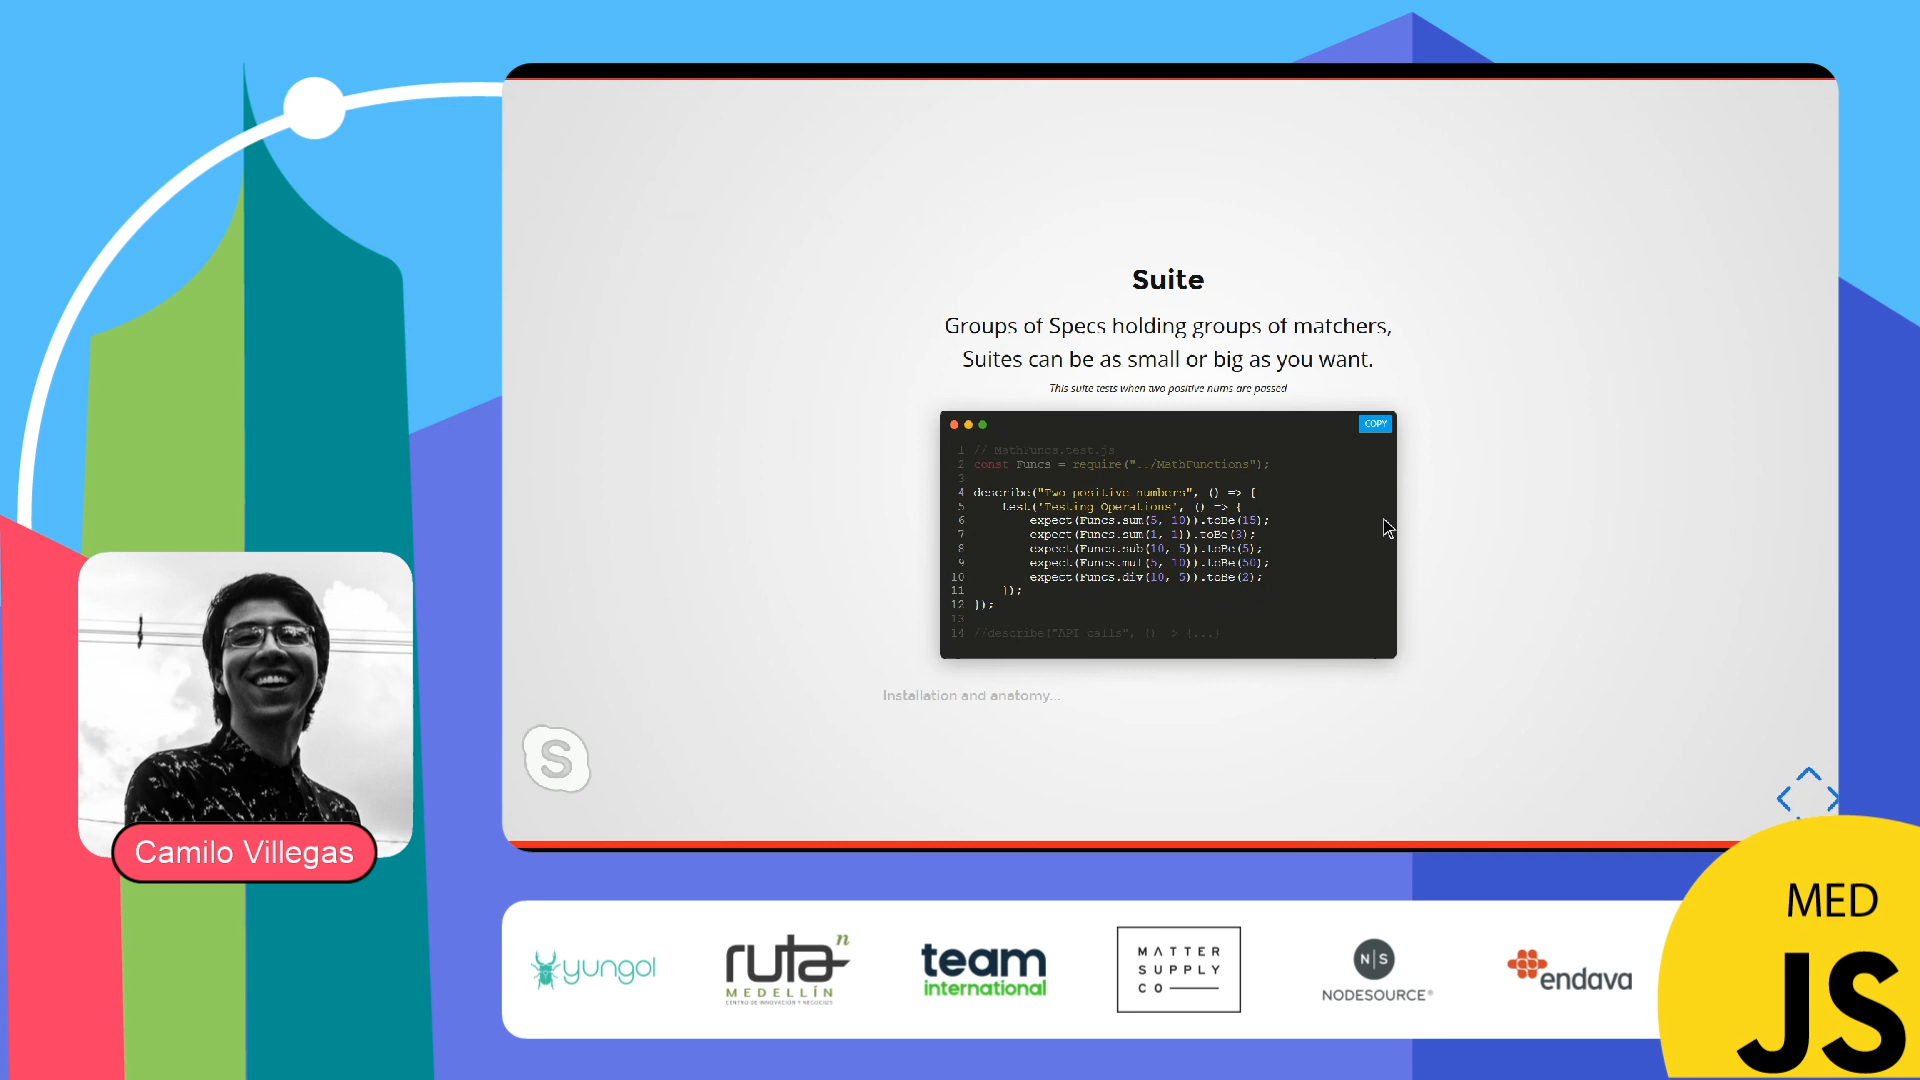 Suite
Groups of Specs holding groups of matchers,
Suites can be as small or big as you want.
This suite tests when two positive nums are passed
COPY
1 // MathFuncs.test.js
2 const Funcs = require("../MathFunctions");
3
4 describe("Two positive numbers", () => {
5 test('Testing Operations', () => {
6 expect(Funcs.sum(5, 10)).toBe(15);
7 expect(Funcs.sum(1, 1)).toBe(3);
8 expect(Funcs.sub(10, 5)).toBe(5);
9 expect(Funcs.mul(5, 10)).toBe(50);
10 expect(Funcs.div(10, 5)).toBe(2);
11 });
12 });
13
14 //describe("API calls", () => {...)
Installation and anatomy...
S
Camilo Villegas
yungol
ruta n
MEDELLÍN
CENTRO DE INNOVACIÓN Y NEGOCIOS
team
international
MATTER
SUPPLY
CO
N|S
NODESOURCE®
endava
MED
JS